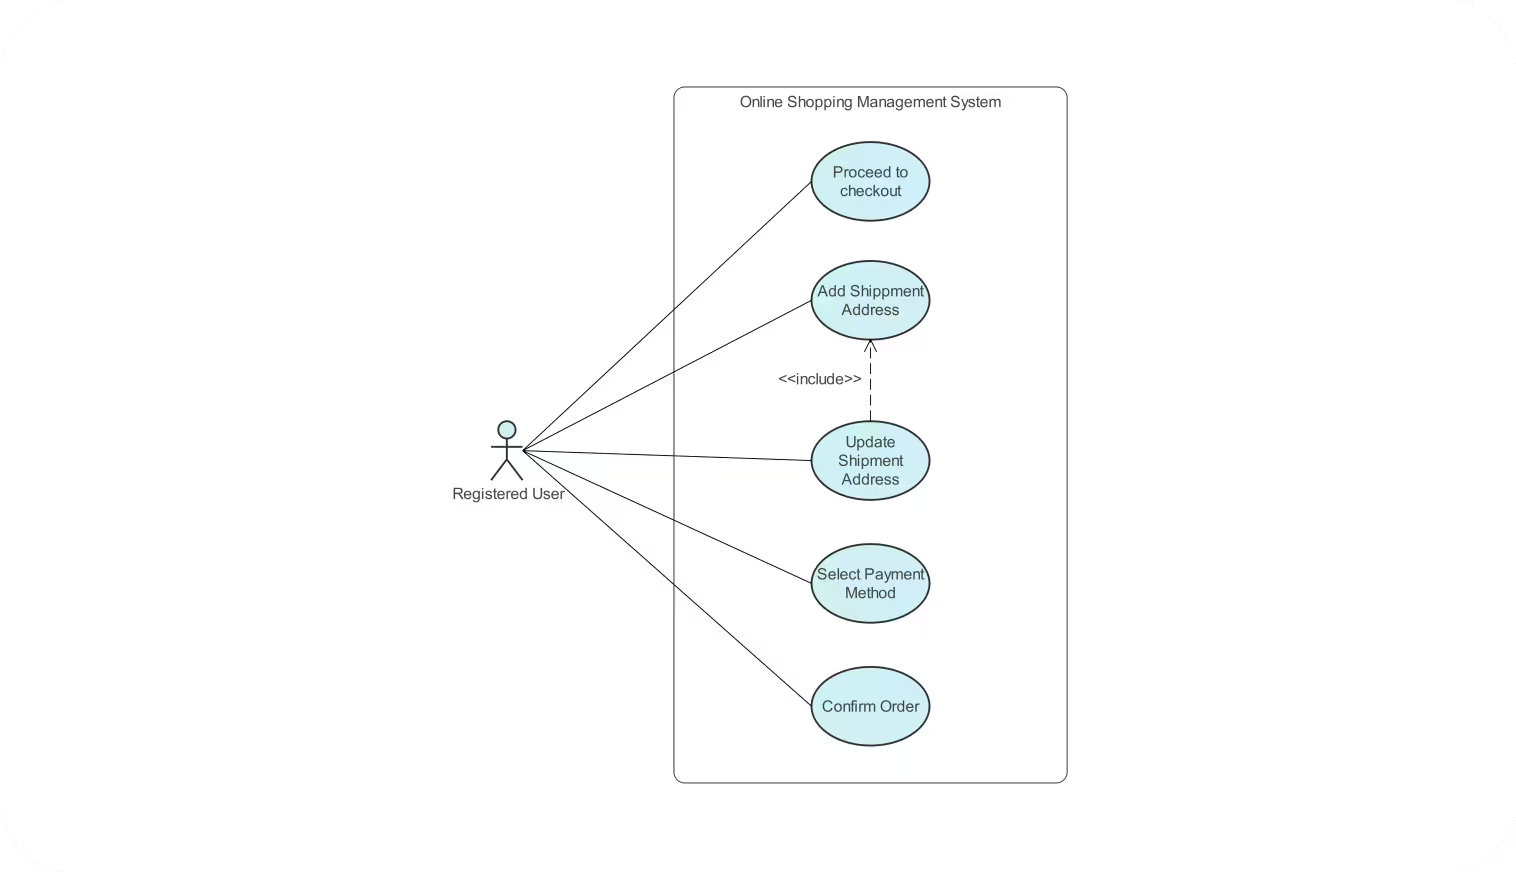 Online Shopping Management System
Proceed to
checkout
Add Shippment
Address
<<include>>
Update
Shipment
Address
Registered User
Select Payment
Method
Confirm Order